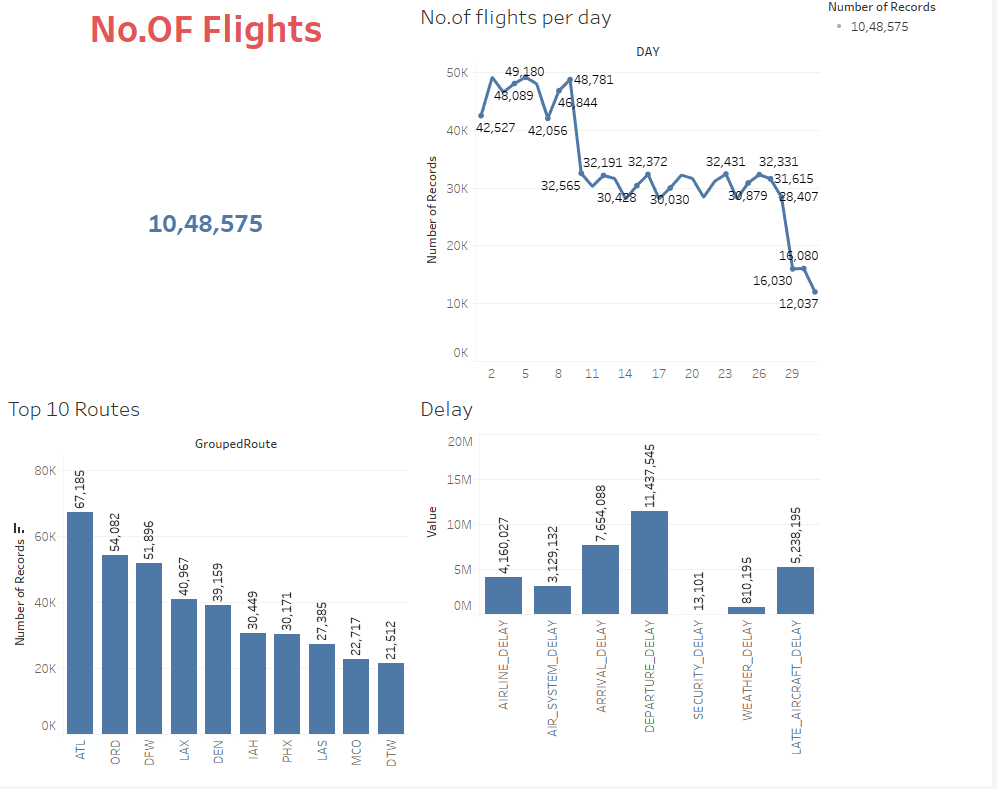 No.OF Flights
10,48,575
No.of flights per day
DAY
Number of Records
50K
40K
30K
20K
10K
0K
42,527
48,089
49,180
42,056
46,844
48,781
32,565
32,191
30,428
32,372
30,030
32,431
30,879
32,331
31,615
28,407
16,030
16,080
12,037
2 5 8 11 14 17 20 23 26 29
Number of Records
10,48,575
Top 10 Routes
GroupedRoute
Number of Records
80K
60K
40K
20K
0K
67,185
54,082
51,896
40,967
39,159
30,449
30,171
27,385
22,717
21,512
ATL
ORD
DFW
LAX
DEN
IAH
PHX
LAS
MCO
DTW
Delay
Value
20M
15M
10M
5M
0M
4,160,027
3,129,132
7,654,088
11,437,545
13,101
810,195
5,238,195
AIRLINE_DELAY
AIR_SYSTEM_DELAY
ARRIVAL_DELAY
DEPARTURE_DELAY
SECURITY_DELAY
WEATHER_DELAY
LATE_AIRCRAFT_DELAY